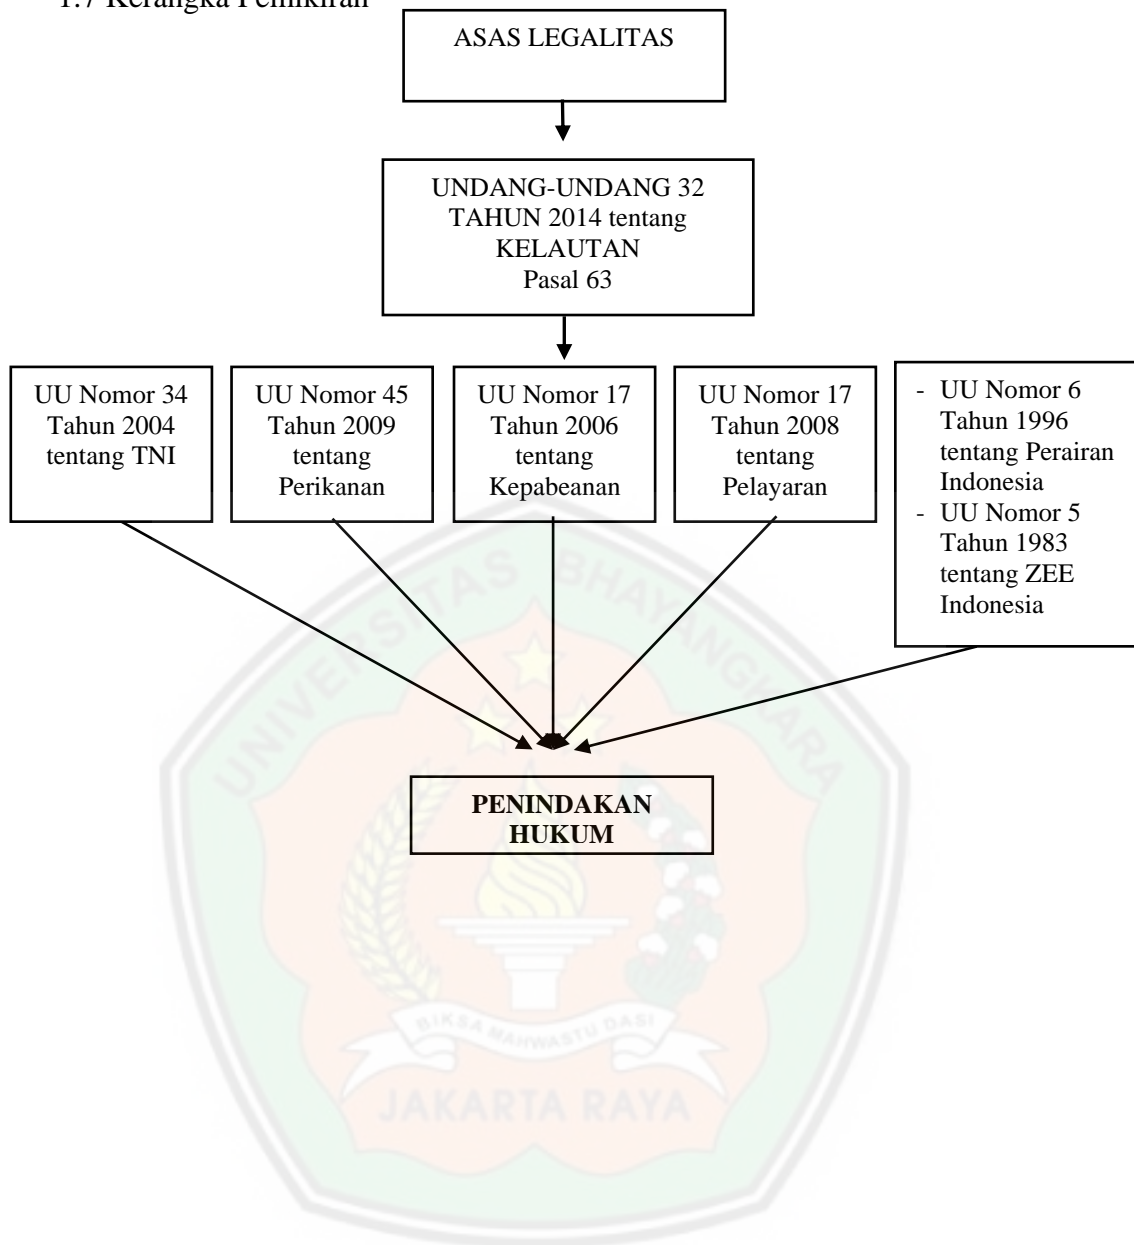 1.7 Kerangka Pemikiran
ASAS LEGALITAS
UNDANG-UNDANG 32
TAHUN 2014 tentang
KELAUTAN
Pasal 63
UU Nomor 34
Tahun 2004
tentang TNI
UU Nomor 45
Tahun 2009
tentang
Perikanan
UU Nomor 17
Tahun 2006
tentang
Kepabeanan
UU Nomor 17
Tahun 2008
tentang
Pelayaran
- UU Nomor 6
Tahun 1996
tentang Perairan
Indonesia
- UU Nomor 5
Tahun 1983
tentang ZEE
Indonesia
PENINDAKAN
HUKUM
UNIVERSITAS BHAYANGKARA
BIKSA MAHWASTU DASI
JAKARTA RAYA